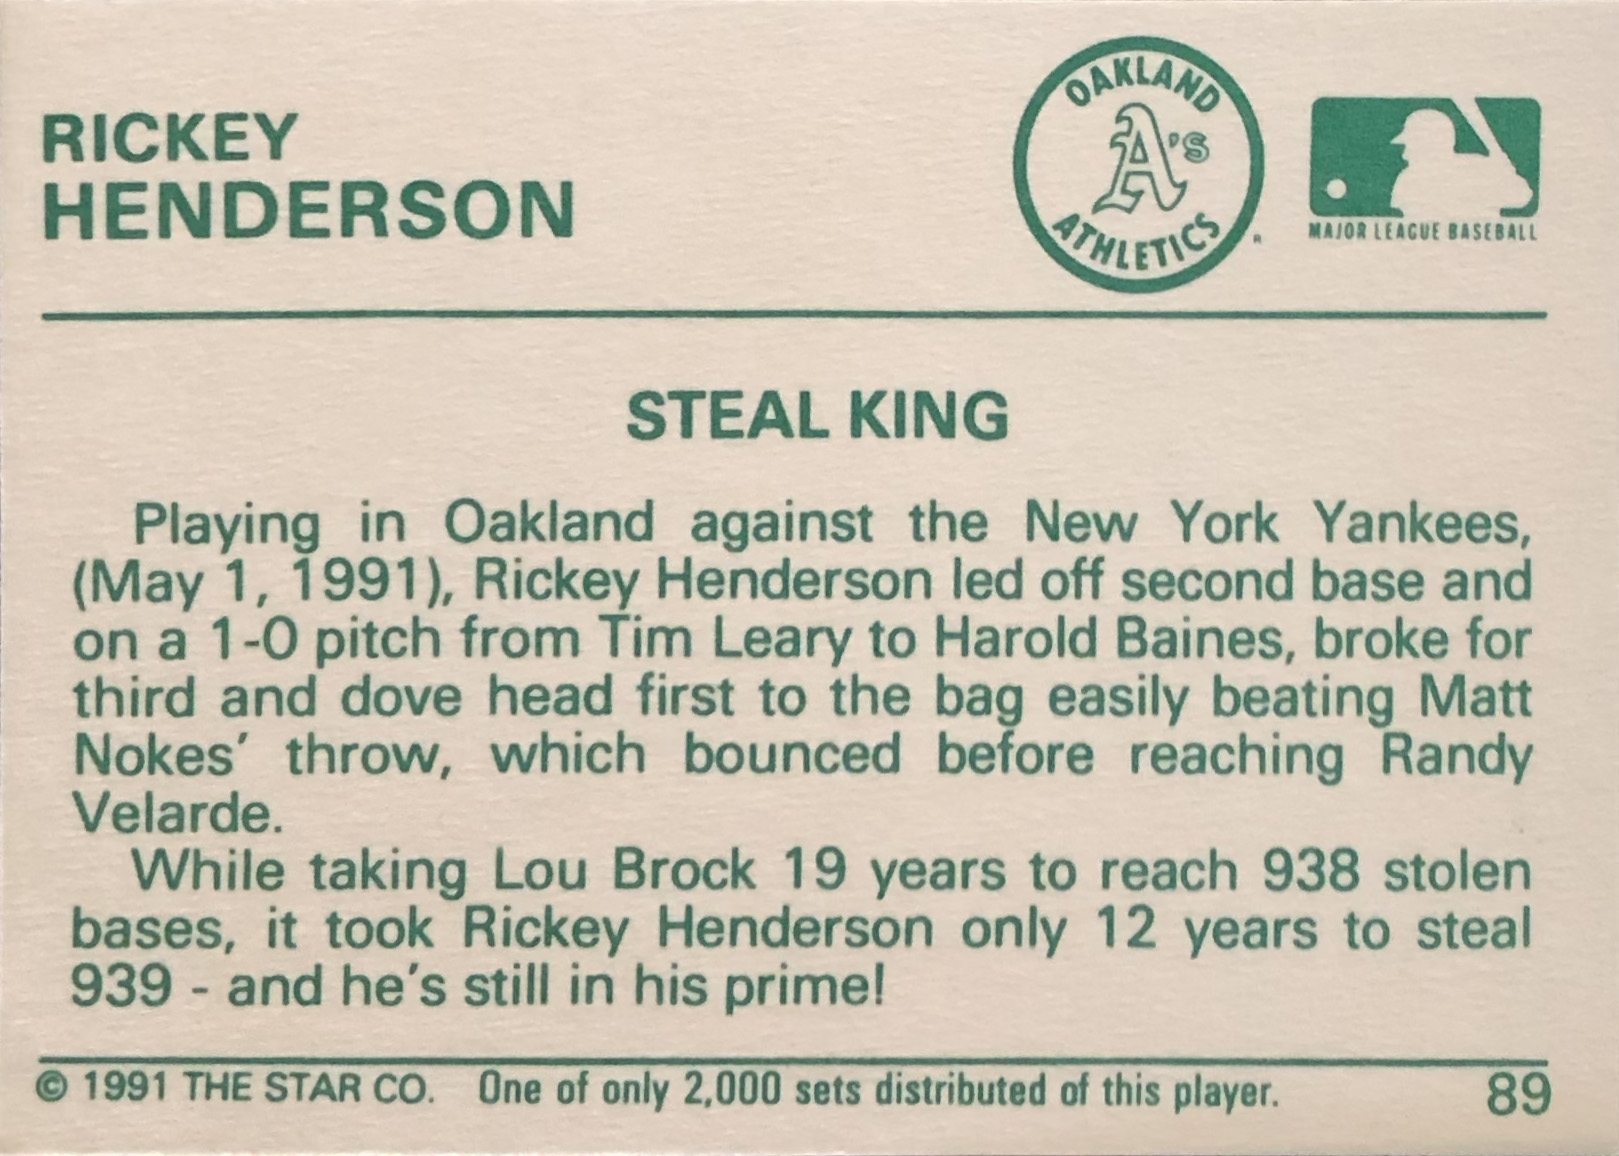 RICKEY
HENDERSON
OAKLAND
A's
ATHLETICS
MAJOR LEAGUE BASEBALL
STEAL KING
Playing in Oakland against the New York Yankees,
(May 1, 1991), Rickey Henderson led off second base and
on a 1-0 pitch from Tim Leary to Harold Baines, broke for
third and dove head first to the bag easily beating Matt
Nokes' throw, which bounced before reaching Randy
Velarde.
While taking Lou Brock 19 years to reach 938 stolen
bases, it took Rickey Henderson only 12 years to steal
939 - and he's still in his prime!
© 1991 THE STAR CO. One of only 2,000 sets distributed of this player. 89